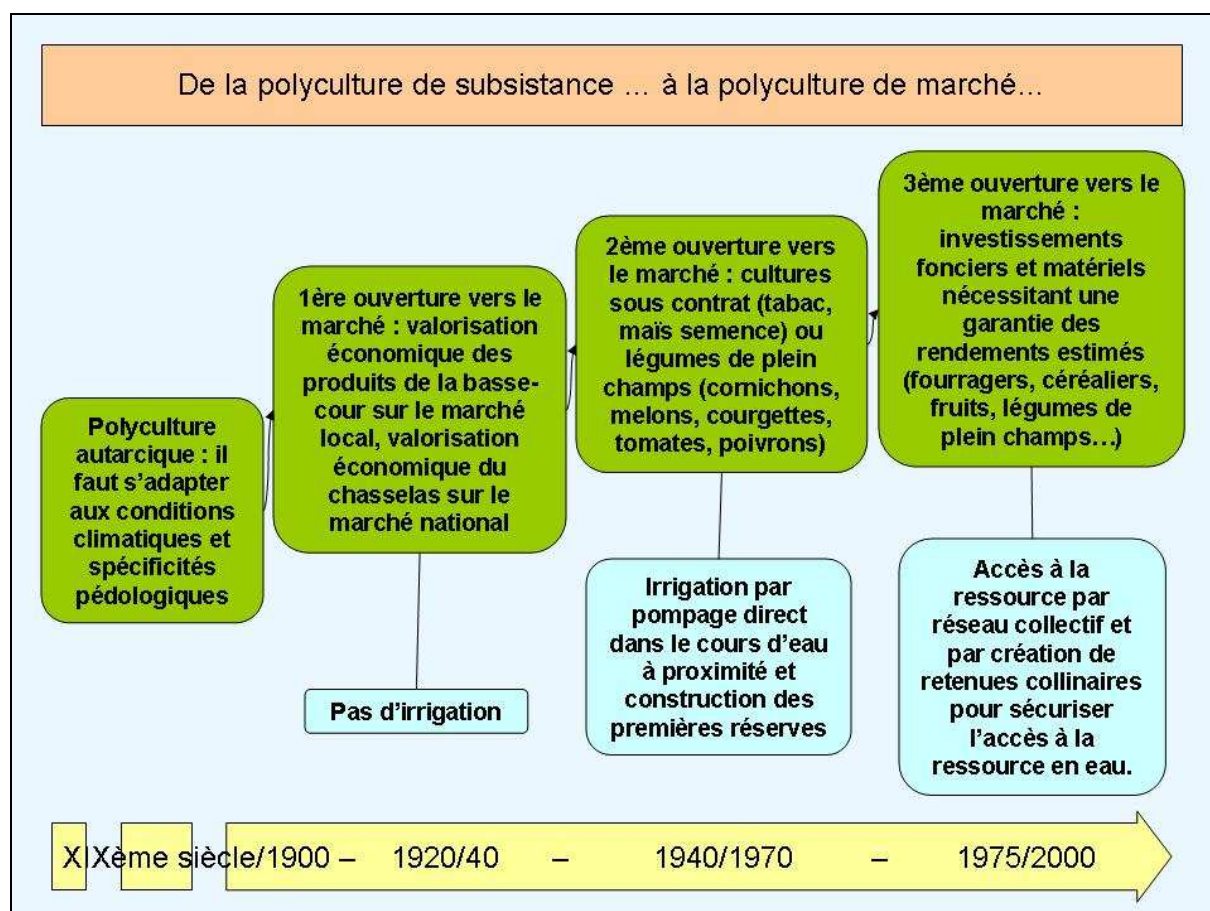 De la polyculture de subsistance … à la polyculture de marché…
Polyculture
autarcique : il
faut s’adapter
aux conditions
climatiques et
spécificités
pédologiques
1ère ouverture vers le
marché : valorisation
économique des
produits de la basse-
cour sur le marché
local, valorisation
économique du
chasselas sur le
marché national
2ème ouverture vers
le marché : cultures
sous contrat (tabac,
maïs semence) ou
légumes de plein
champs (cornichons,
melons, courgettes,
tomates, poivrons)
3ème ouverture vers le
marché :
investissements
fonciers et matériels
nécessitant une
garantie des
rendements estimés
(fourragers, céréaliers,
fruits, légumes de
plein champs…)
Pas d’irrigation
Irrigation par
pompage direct
dans le cours d’eau
à proximité et
construction des
premières réserves
Accès à la
ressource par
réseau collectif et
par création de
retenues collinaires
pour sécuriser
l’accès à la
ressource en eau.
XIXème siècle/1900 – 1920/40 – 1940/1970 – 1975/2000